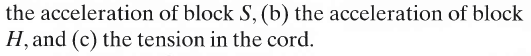 the acceleration of block S, (b) the acceleration of block
H, and (c) the tension in the cord.